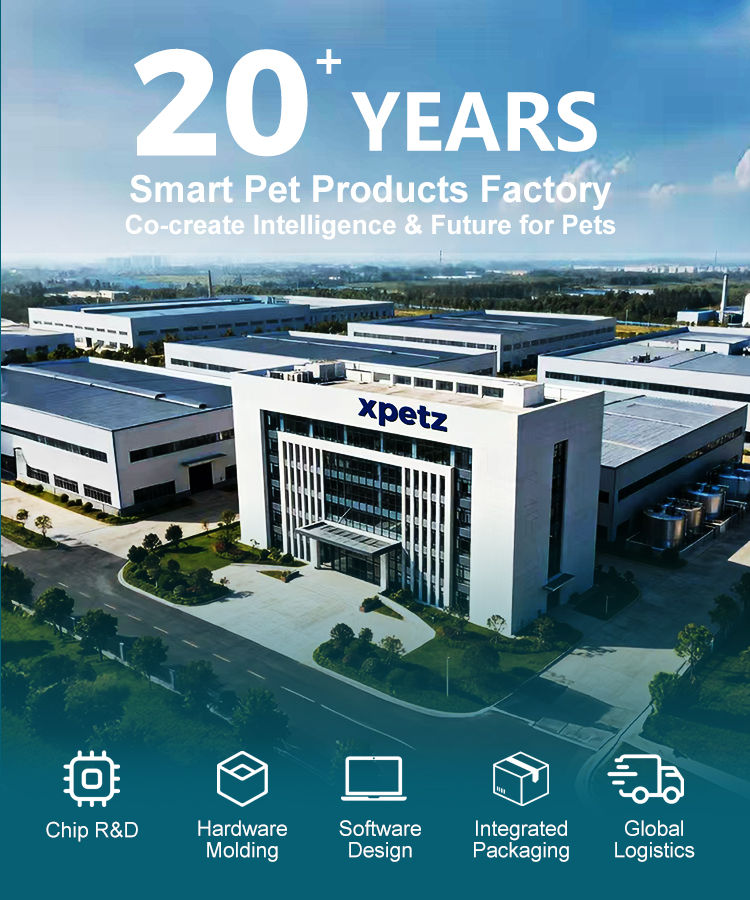 20+ YEARS
Smart Pet Products Factory
Co-create Intelligence & Future for Pets
xpetz
Chip R&D
Hardware
Molding
Software
Design
Integrated
Packaging
Global
Logistics